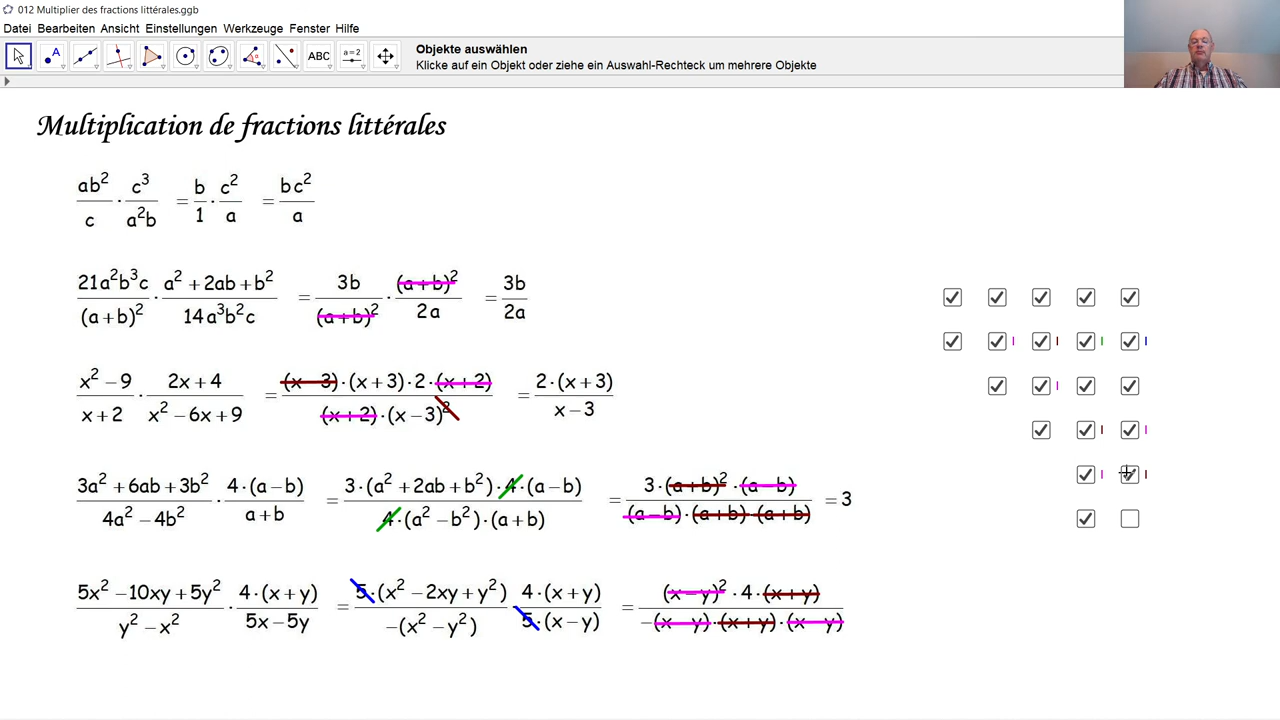 012 Multiplier des fractions littérales.ggb
Datei Bearbeiten Ansicht Einstellungen Werkzeuge Fenster Hilfe
A ABC a=2 Objekte auswählen
Klicke auf ein Objekt oder ziehe ein Auswahl-Rechteck um mehrere Objekte
Multiplication de fractions littérales
ab²/c · c³/a²b = b/1 · c²/a = bc²/a
21a²b³c/(a+b)² · a²+2ab+b²/14a³b²c = 3b/(a+b)² · (a+b)²/2a = 3b/2a
x²−9/x+2 · 2x+4/x²−6x+9 = (x−3)·(x+3)·2·(x+2)/(x+2)·(x−3)² = 2·(x+3)/x−3
3a²+6ab+3b²/4a²−4b² · 4·(a−b)/a+b = 3·(a²+2ab+b²)·4·(a−b)/4·(a²−b²)·(a+b) = 3·(a+b)²·(a−b)/(a−b)·(a+b)·(a+b) = 3
5x²−10xy+5y²/y²−x² · 4·(x+y)/5x−5y = 5·(x²−2xy+y²)/−(x²−y²) · 4·(x+y)/5·(x−y) = (x−y)²·4·(x+y)/−(x−y)·(x+y)·(x−y)